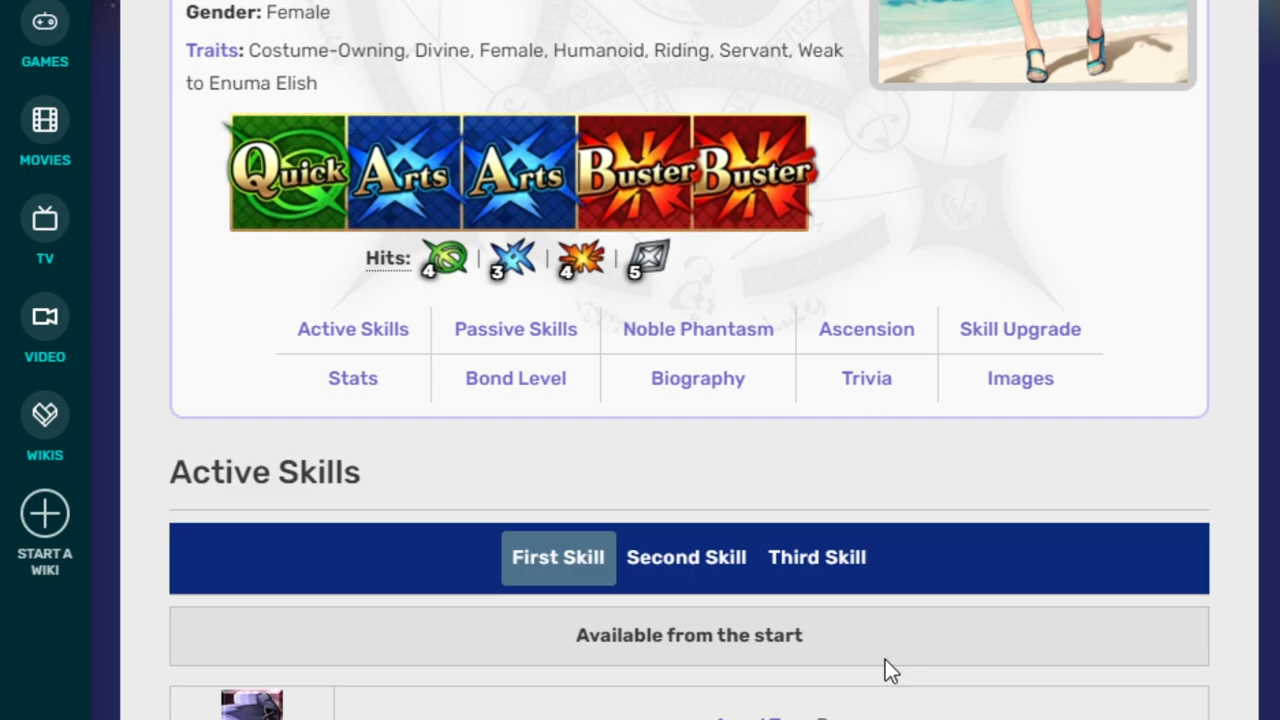 Gender: Female
Traits: Costume-Owning, Divine, Female, Humanoid, Riding, Servant, Weak
to Enuma Elish
Quick Arts Arts Buster Buster
Hits: 4 | 3 | 4 | 5
Active Skills Passive Skills Noble Phantasm Ascension Skill Upgrade
Stats Bond Level Biography Trivia Images
Active Skills
First Skill Second Skill Third Skill
Available from the start
GAMES
MOVIES
TV
VIDEO
WIKIS
START A
WIKI